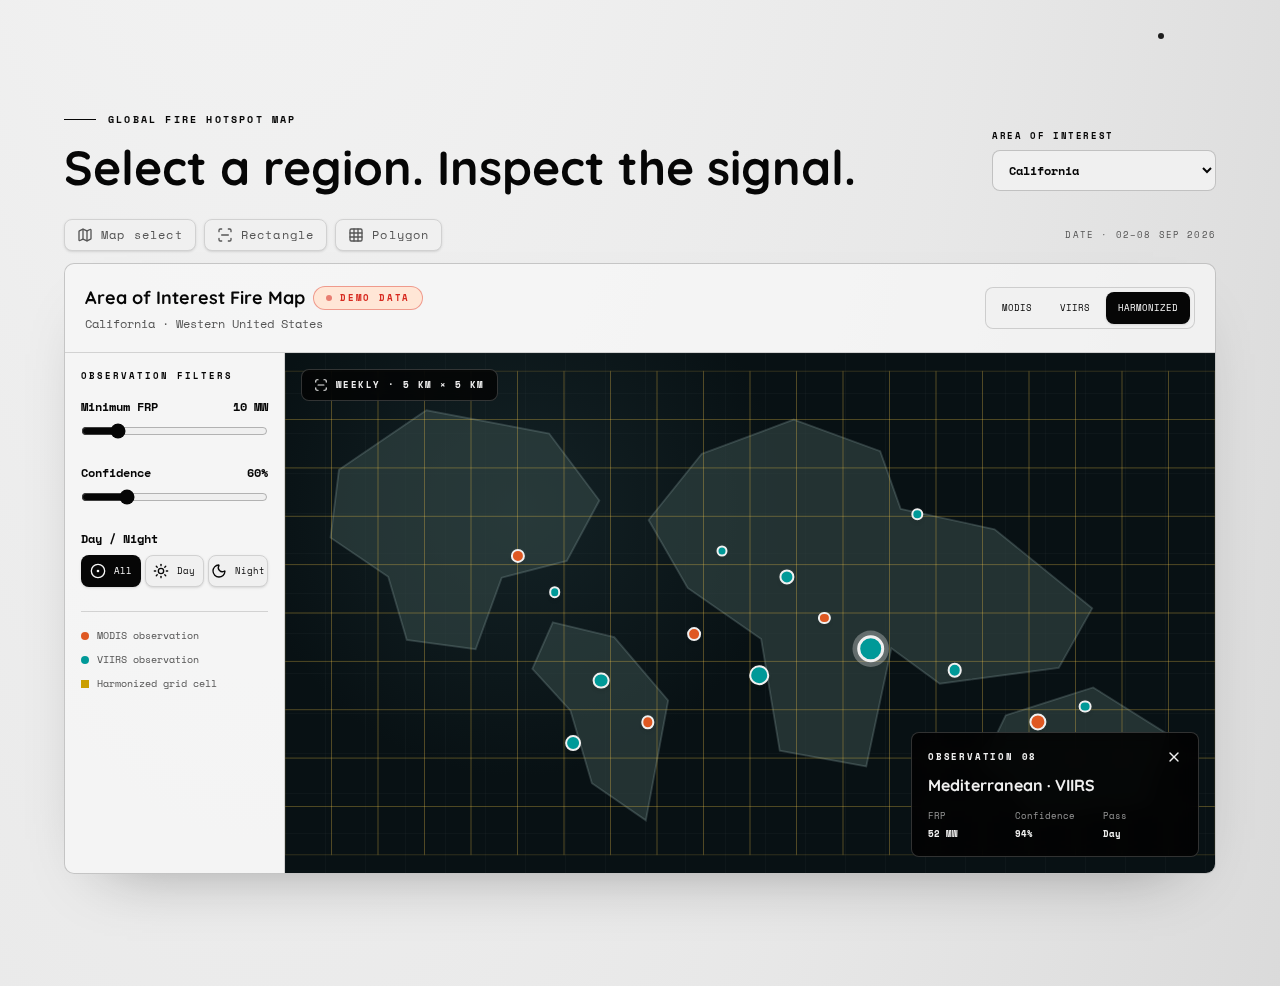 GLOBAL FIRE HOTSPOT MAP
Select a region. Inspect the signal.
AREA OF INTEREST
California
Map select
Rectangle
Polygon
DATE · 02–08 SEP 2026
Area of Interest Fire Map
DEMO DATA
California · Western United States
MODIS
VIIRS
HARMONIZED
OBSERVATION FILTERS
Minimum FRP 10 MW
Confidence 60%
Day / Night
All
Day
Night
MODIS observation
VIIRS observation
Harmonized grid cell
WEEKLY · 5 KM × 5 KM
OBSERVATION 08
Mediterranean · VIIRS
FRP Confidence Pass
52 MW 94% Day